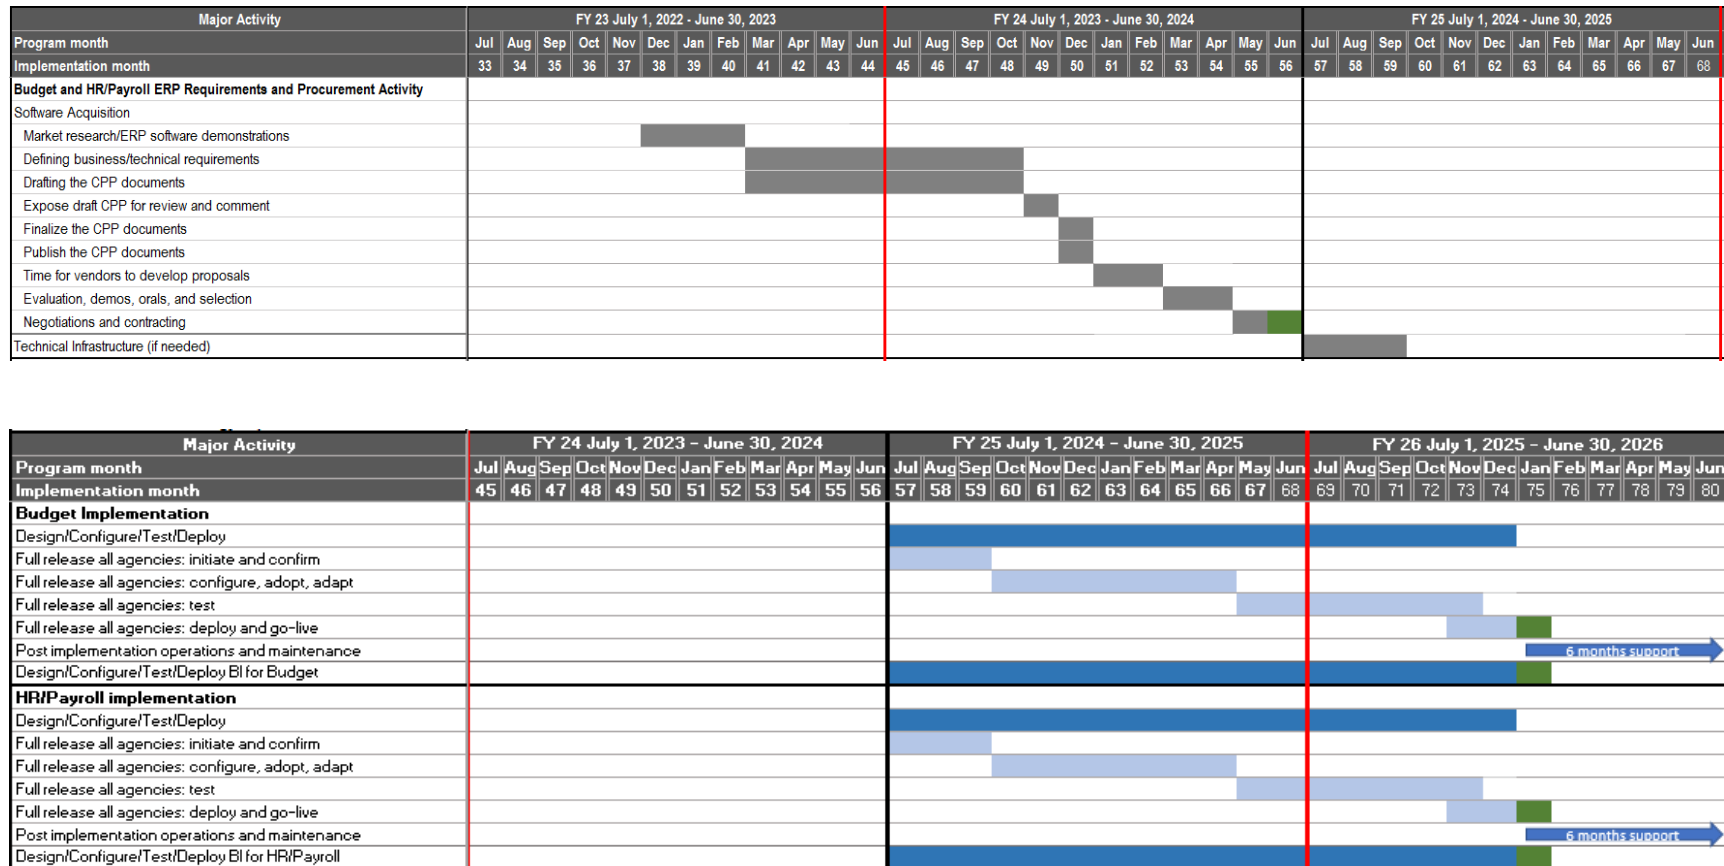 Major Activity FY 23 July 1, 2022 - June 30, 2023 FY 24 July 1, 2023 - June 30, 2024 FY 25 July 1, 2024 - June 30, 2025
Program month Jul Aug Sep Oct Nov Dec Jan Feb Mar Apr May Jun Jul Aug Sep Oct Nov Dec Jan Feb Mar Apr May Jun Jul Aug Sep Oct Nov Dec Jan Feb Mar Apr May Jun
Implementation month 33 34 35 36 37 38 39 40 41 42 43 44 45 46 47 48 49 50 51 52 53 54 55 56 57 58 59 60 61 62 63 64 65 66 67 68
Budget and HR/Payroll ERP Requirements and Procurement Activity
Software Acquisition
Market research/ERP software demonstrations
Defining business/technical requirements
Drafting the CPP documents
Expose draft CPP for review and comment
Finalize the CPP documents
Publish the CPP documents
Time for vendors to develop proposals
Evaluation, demos, orals, and selection
Negotiations and contracting
Technical Infrastructure (if needed)
Major Activity FY 24 July 1, 2023 - June 30, 2024 FY 25 July 1, 2024 - June 30, 2025 FY 26 July 1, 2025 - June 30, 2026
Program month Jul Aug Sep Oct Nov Dec Jan Feb Mar Apr May Jun Jul Aug Sep Oct Nov Dec Jan Feb Mar Apr May Jun Jul Aug Sep Oct Nov Dec Jan Feb Mar Apr May Jun
Implementation month 45 46 47 48 49 50 51 52 53 54 55 56 57 58 59 60 61 62 63 64 65 66 67 68 69 70 71 72 73 74 75 76 77 78 79 80
Budget Implementation
Design/Configure/Test/Deploy
Full release all agencies: initiate and confirm
Full release all agencies: configure, adopt, adapt
Full release all agencies: test
Full release all agencies: deploy and go-live
Post implementation operations and maintenance 6 months support
Design/Configure/Test/Deploy BI for Budget
HR/Payroll implementation
Design/Configure/Test/Deploy
Full release all agencies: initiate and confirm
Full release all agencies: configure, adopt, adapt
Full release all agencies: test
Full release all agencies: deploy and go-live
Post implementation operations and maintenance 6 months support
Design/Configure/Test/Deploy BI for HR/Payroll